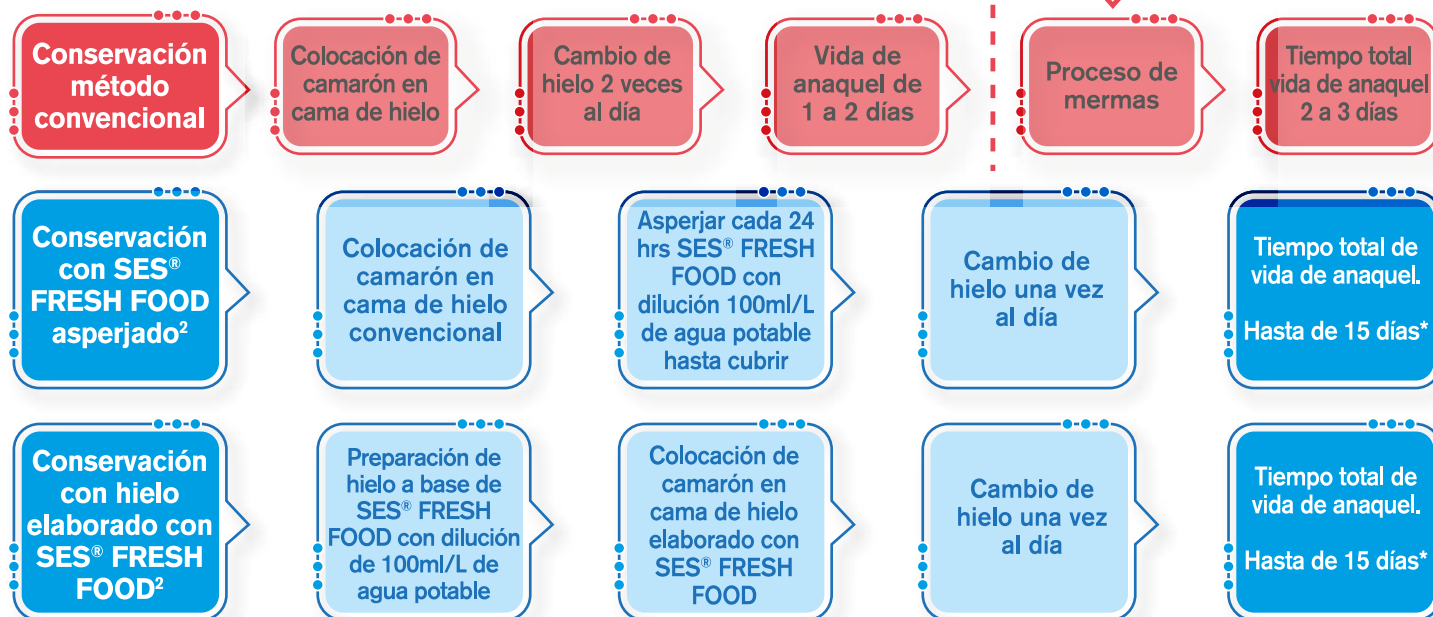 Conservación
método
convencional
Colocación de
camarón en
cama de hielo
Cambio de
hielo 2 veces
al día
Vida de
anaquel de
1 a 2 días
Proceso de
mermas
Tiempo total
vida de anaquel
2 a 3 días
Conservación
con SES®
FRESH FOOD
asperjado²
Colocación de
camarón en
cama de hielo
convencional
Asperjar cada 24
hrs SES® FRESH
FOOD con
dilución 100ml/L
de agua potable
hasta cubrir
Cambio de
hielo una vez
al día
Tiempo total de
vida de anaquel.
Hasta de 15 días*
Conservación
con hielo
elaborado con
SES® FRESH
FOOD²
Preparación de
hielo a base de
SES® FRESH
FOOD con dilución
de 100ml/L de
agua potable
Colocación de
camarón en
cama de hielo
elaborado con
SES® FRESH
FOOD
Cambio de
hielo una vez
al día
Tiempo total de
vida de anaquel.
Hasta de 15 días*